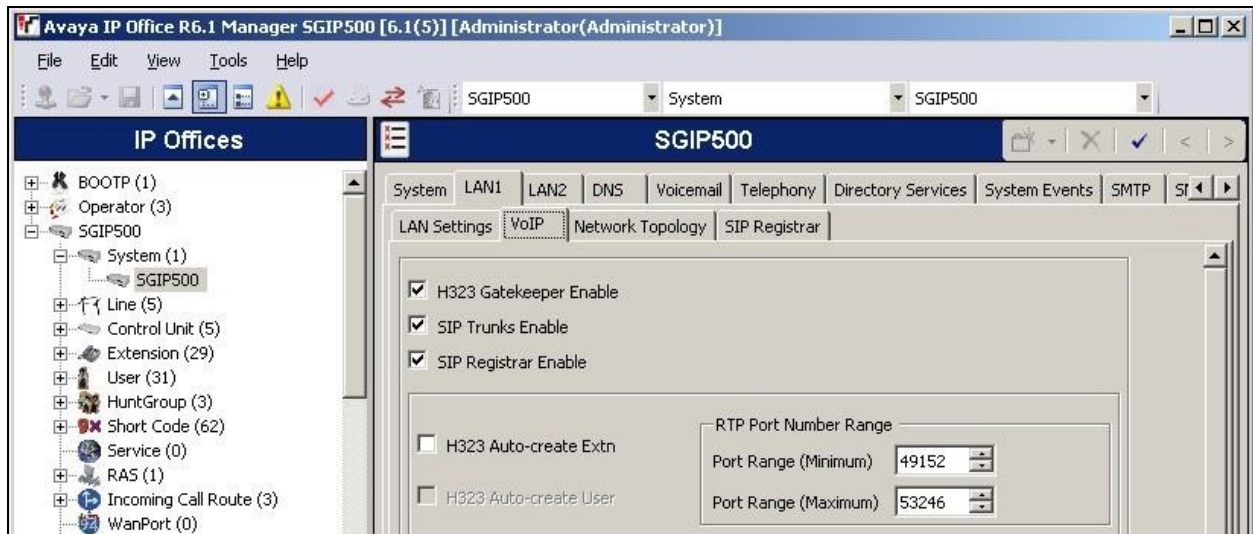 Avaya IP Office R6.1 Manager SGIP500 [6.1(5)] [Administrator(Administrator)]
File Edit View Tools Help
SGIP500 System SGIP500
IP Offices
BOOTP (1)
Operator (3)
SGIP500
System (1)
SGIP500
Line (5)
Control Unit (5)
Extension (29)
User (31)
HuntGroup (3)
Short Code (62)
Service (0)
RAS (1)
Incoming Call Route (3)
WanPort (0)
SGIP500
System LAN1 LAN2 DNS Voicemail Telephony Directory Services System Events SMTP
LAN Settings VoIP Network Topology SIP Registrar
H323 Gatekeeper Enable
SIP Trunks Enable
SIP Registrar Enable
H323 Auto-create Extn
H323 Auto-create User
RTP Port Number Range
Port Range (Minimum) 49152
Port Range (Maximum) 53246